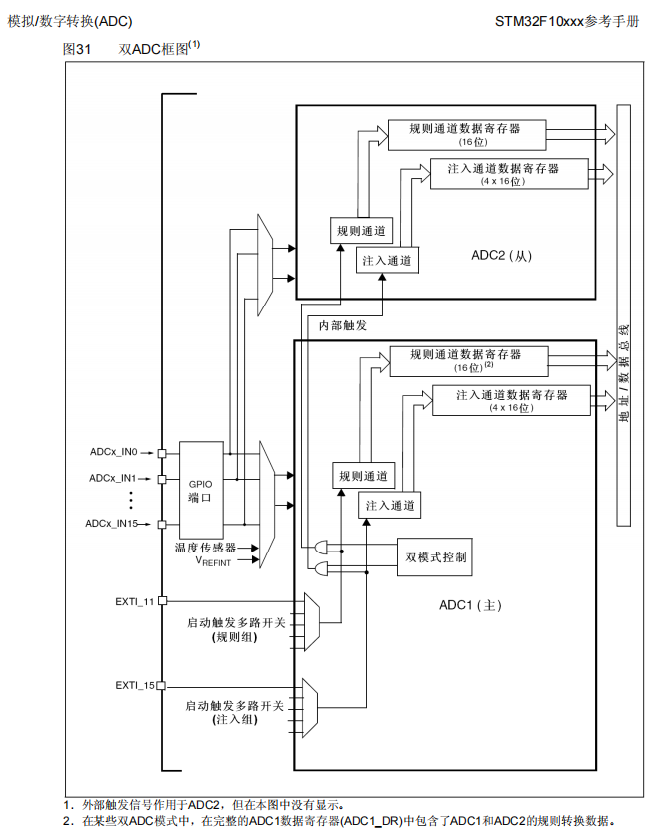 模拟/数字转换(ADC) STM32F10xxx参考手册
图31 双ADC框图(1)
规则通道数据寄存器
(16位)
注入通道数据寄存器
(4 x 16位)
规则通道
注入通道
ADC2 (从)
内部触发
地址/数据总线
规则通道数据寄存器
(16位)(2)
注入通道数据寄存器
(4 x 16位)
ADCx_IN0
ADCx_IN1
ADCx_IN15
GPIO
端口
规则通道
注入通道
温度传感器
VREFINT
双模式控制
EXTI_11
ADC1 (主)
启动触发多路开关
(规则组)
EXTI_15
启动触发多路开关
(注入组)
1. 外部触发信号作用于ADC2，但在本图中没有显示。
2. 在某些双ADC模式中，在完整的ADC1数据寄存器(ADC1_DR)中包含了ADC1和ADC2的规则转换数据。